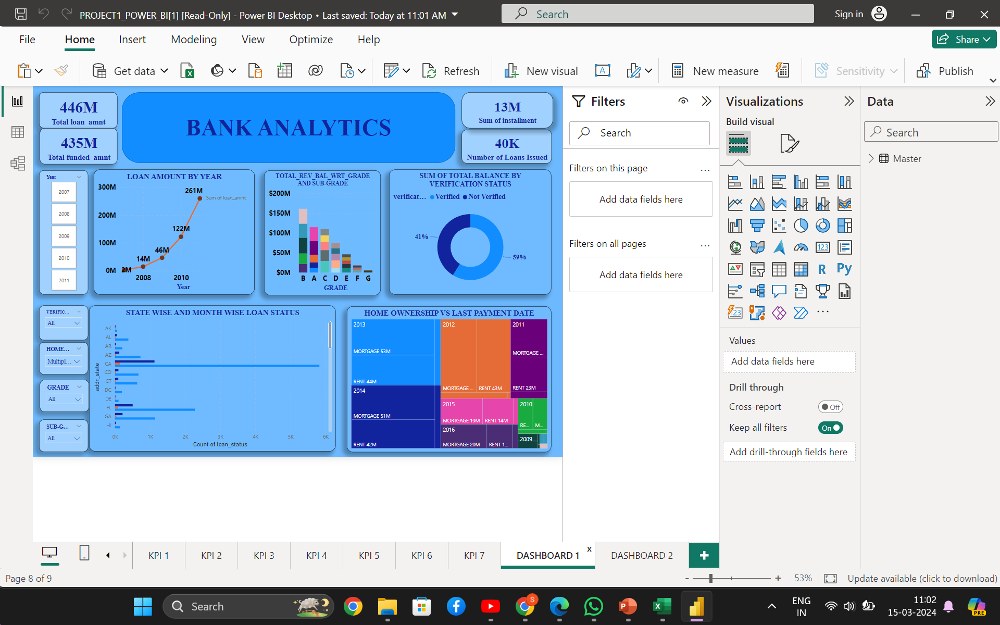 PROJECT1_POWER_BI[1] [Read-Only] - Power BI Desktop • Last saved: Today at 11:01 AM
Search
Sign in
File
Home
Insert
Modeling
View
Optimize
Help
Share
Get data
Refresh
New visual
New measure
Sensitivity
Publish
446M
Total loan amnt
435M
Total funded amnt
BANK ANALYTICS
13M
Sum of installment
40K
Number of Loans Issued
Year
2007
2008
2009
2010
2011
LOAN AMOUNT BY YEAR
300M
200M
100M
0M
2M
14M
46M
122M
261M
Sum of loan_amnt
2008
2010
Year
TOTAL_REV_BAL_WRT_GRADE
AND SUB-GRADE
$200M
$150M
$100M
$50M
$0M
B A C D E F G
GRADE
SUM OF TOTAL BALANCE BY
VERIFICATION STATUS
verificat... Verified Not Verified
41%
59%
VERIFIC...
All
HOME...
Multipl...
GRADE
All
SUB-G...
All
STATE WISE AND MONTH WISE LOAN STATUS
addr_state
AK
AL
AR
AZ
CA
CO
CT
DC
DE
FL
GA
HI
0K 1K 2K 3K 4K 5K 6K
Count of loan_status
HOME OWNERSHIP VS LAST PAYMENT DATE
2013
MORTGAGE 53M
RENT 44M
2014
MORTGAGE 51M
RENT 42M
2012
MORTGAGE ...
RENT 43M
2011
MORTGAGE ...
RENT 23M
2015
MORTGAGE 19M
RENT 14M
2016
MORTGAGE 20M
RENT 1...
2010
RE...
M...
2009
Filters
Search
Filters on this page
...
Add data fields here
Filters on all pages
...
Add data fields here
Visualizations
Build visual
123
R
Py
123
...
Values
Add data fields here
Drill through
Cross-report
Off
Keep all filters
On
Add drill-through fields here
Data
Search
Master
KPI 1
KPI 2
KPI 3
KPI 4
KPI 5
KPI 6
KPI 7
DASHBOARD 1
x
DASHBOARD 2
+
Page 8 of 9
-
+
53%
Update available (click to download)
Search
S
ENG
IN
11:02
15-03-2024
PRE